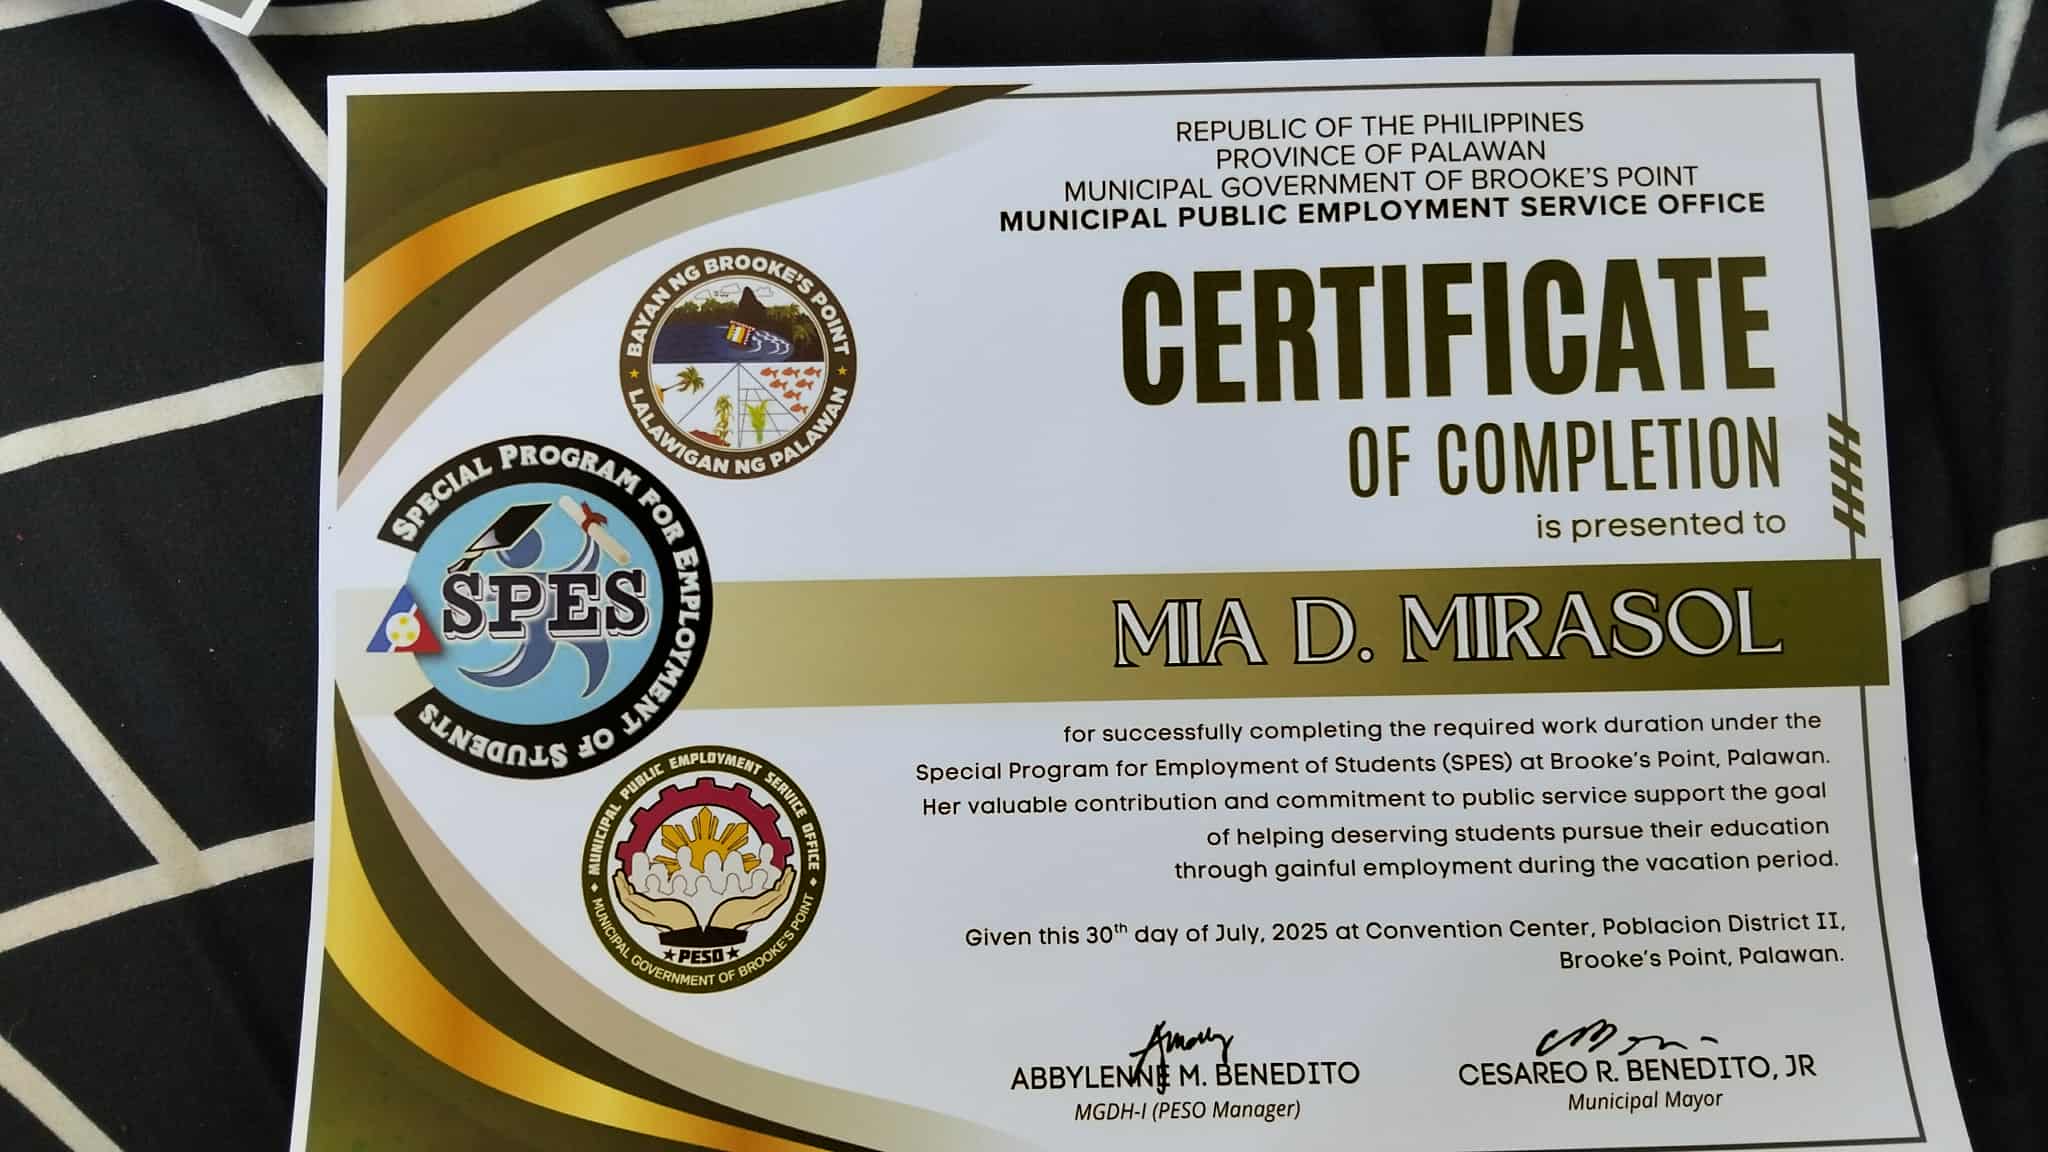 REPUBLIC OF THE PHILIPPINES
PROVINCE OF PALAWAN
MUNICIPAL GOVERNMENT OF BROOKE'S POINT
MUNICIPAL PUBLIC EMPLOYMENT SERVICE OFFICE
BAYAN NG BROOKE'S POINT
LALAWIGAN NG PALAWAN
CERTIFICATE
OF COMPLETION
is presented to
SPECIAL PROGRAM FOR EMPLOYMENT OF STUDENTS
SPES
MIA D. MIRASOL
for successfully completing the required work duration under the
Special Program for Employment of Students (SPES) at Brooke's Point, Palawan.
Her valuable contribution and commitment to public service support the goal
of helping deserving students pursue their education
through gainful employment during the vacation period.
MUNICIPAL PUBLIC EMPLOYMENT SERVICE OFFICE
PESO
MUNICIPAL GOVERNMENT OF BROOKE'S POINT
Given this 30th day of July, 2025 at Convention Center, Poblacion District II,
Brooke's Point, Palawan.
ABBYLENNE M. BENEDITO
MGDH-I (PESO Manager)
CESAREO R. BENEDITO, JR
Municipal Mayor